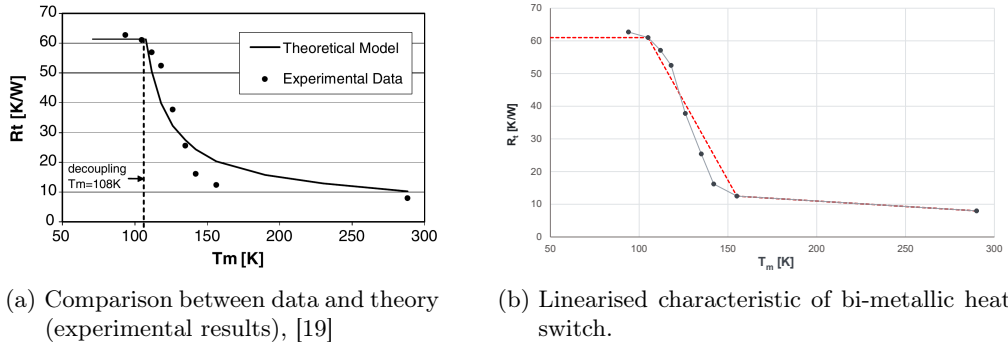 70
60
50
40
30
20
10
0
Rt [K/W]
Theoretical Model
Experimental Data
decoupling
Tm=108K
50 100 150 200 250 300
Tm [K]
(a) Comparison between data and theory
(experimental results), [19]
70
60
50
40
30
20
10
0
Rt [K/W]
50 100 150 200 250 300
Tm [K]
(b) Linearised characteristic of bi-metallic heat
switch.